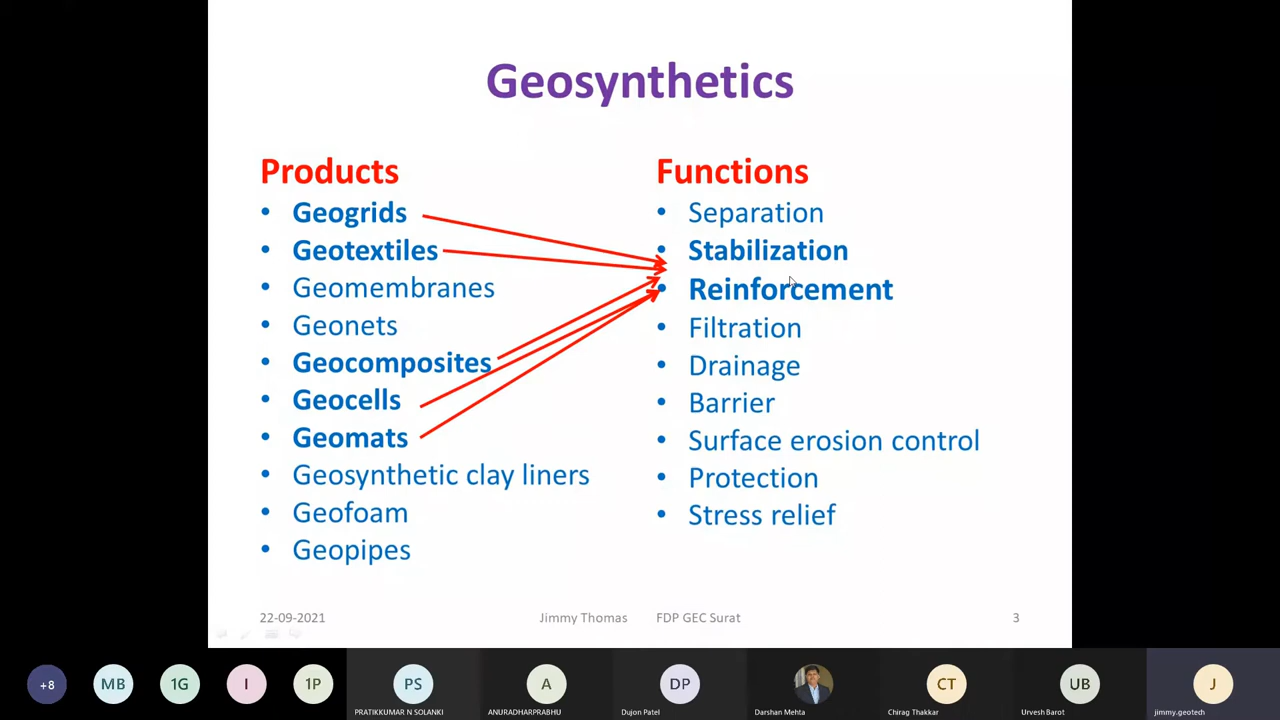 Geosynthetics
Products
• Geogrids
• Geotextiles
• Geomembranes
• Geonets
• Geocomposites
• Geocells
• Geomats
• Geosynthetic clay liners
• Geofoam
• Geopipes
Functions
• Separation
• Stabilization
• Reinforcement
• Filtration
• Drainage
• Barrier
• Surface erosion control
• Protection
• Stress relief
22-09-2021
Jimmy Thomas FDP GEC Surat
3
+8
MB
1G
I
1P
PS
PRATIKKUMAR N SOLANKI
A
ANURADHARPRABHU
DP
Dujon Patel
Darshan Mehta
CT
Chirag Thakkar
UB
Urvesh Barot
J
jimmy.geotech